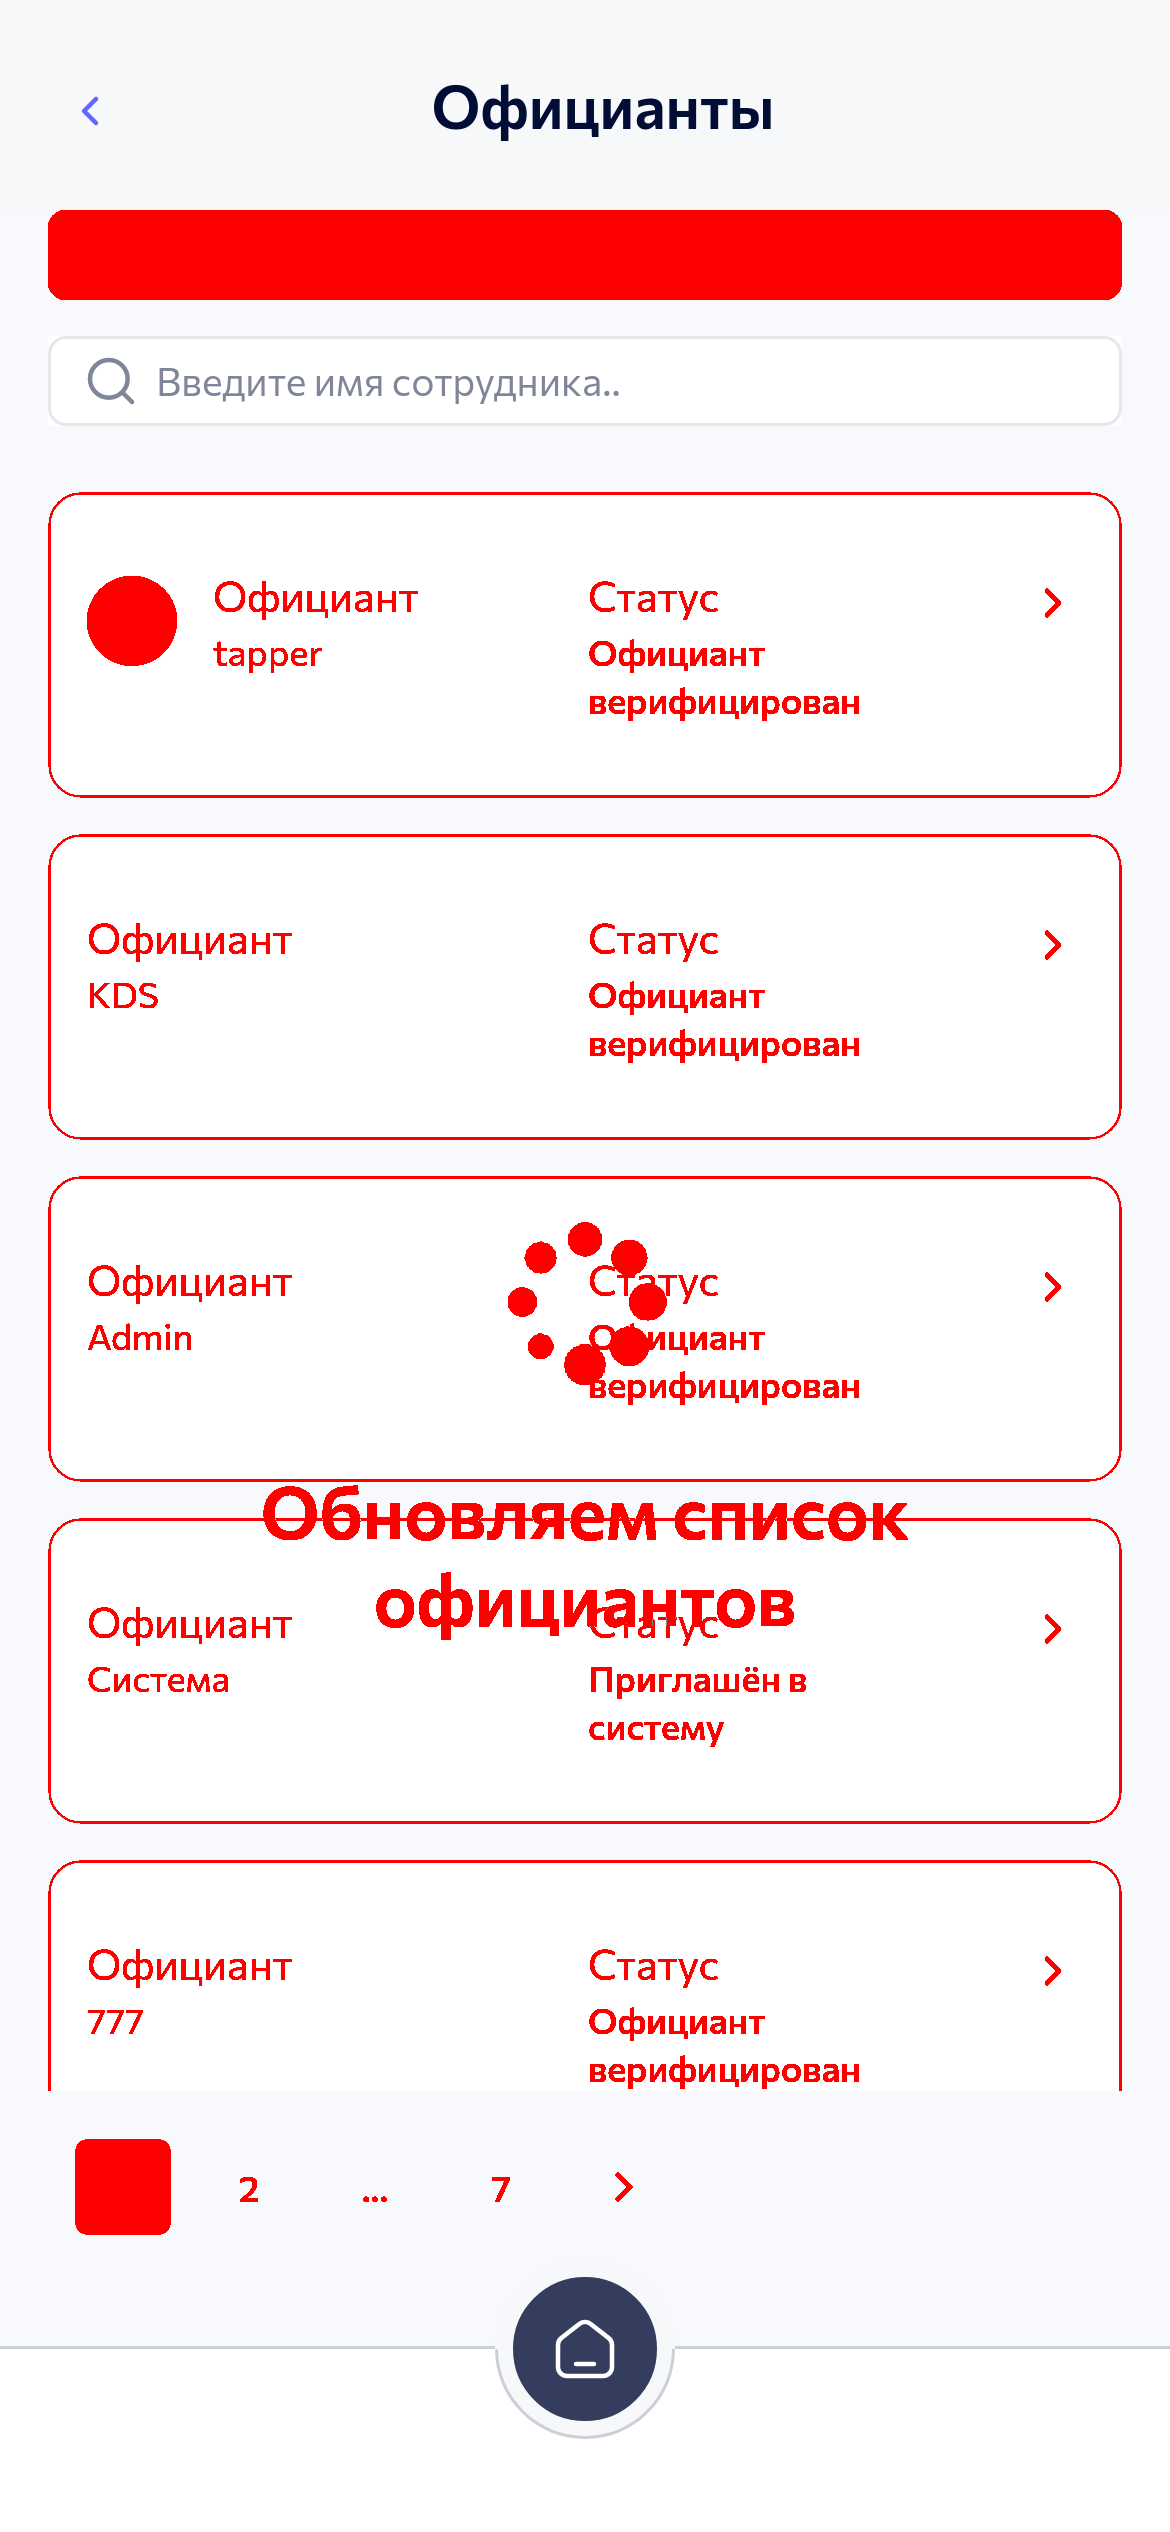 Официанты
Введите имя сотрудника..
Официант Статус
tapper Официант
верифицирован
Официант Статус
KDS Официант
верифицирован
Официант Статус
Admin Официант
верифицирован
Обновляем список
официантов
Официант Статус
Система Приглашён в
систему
Официант Статус
777 Официант
верифицирован
2 ... 7